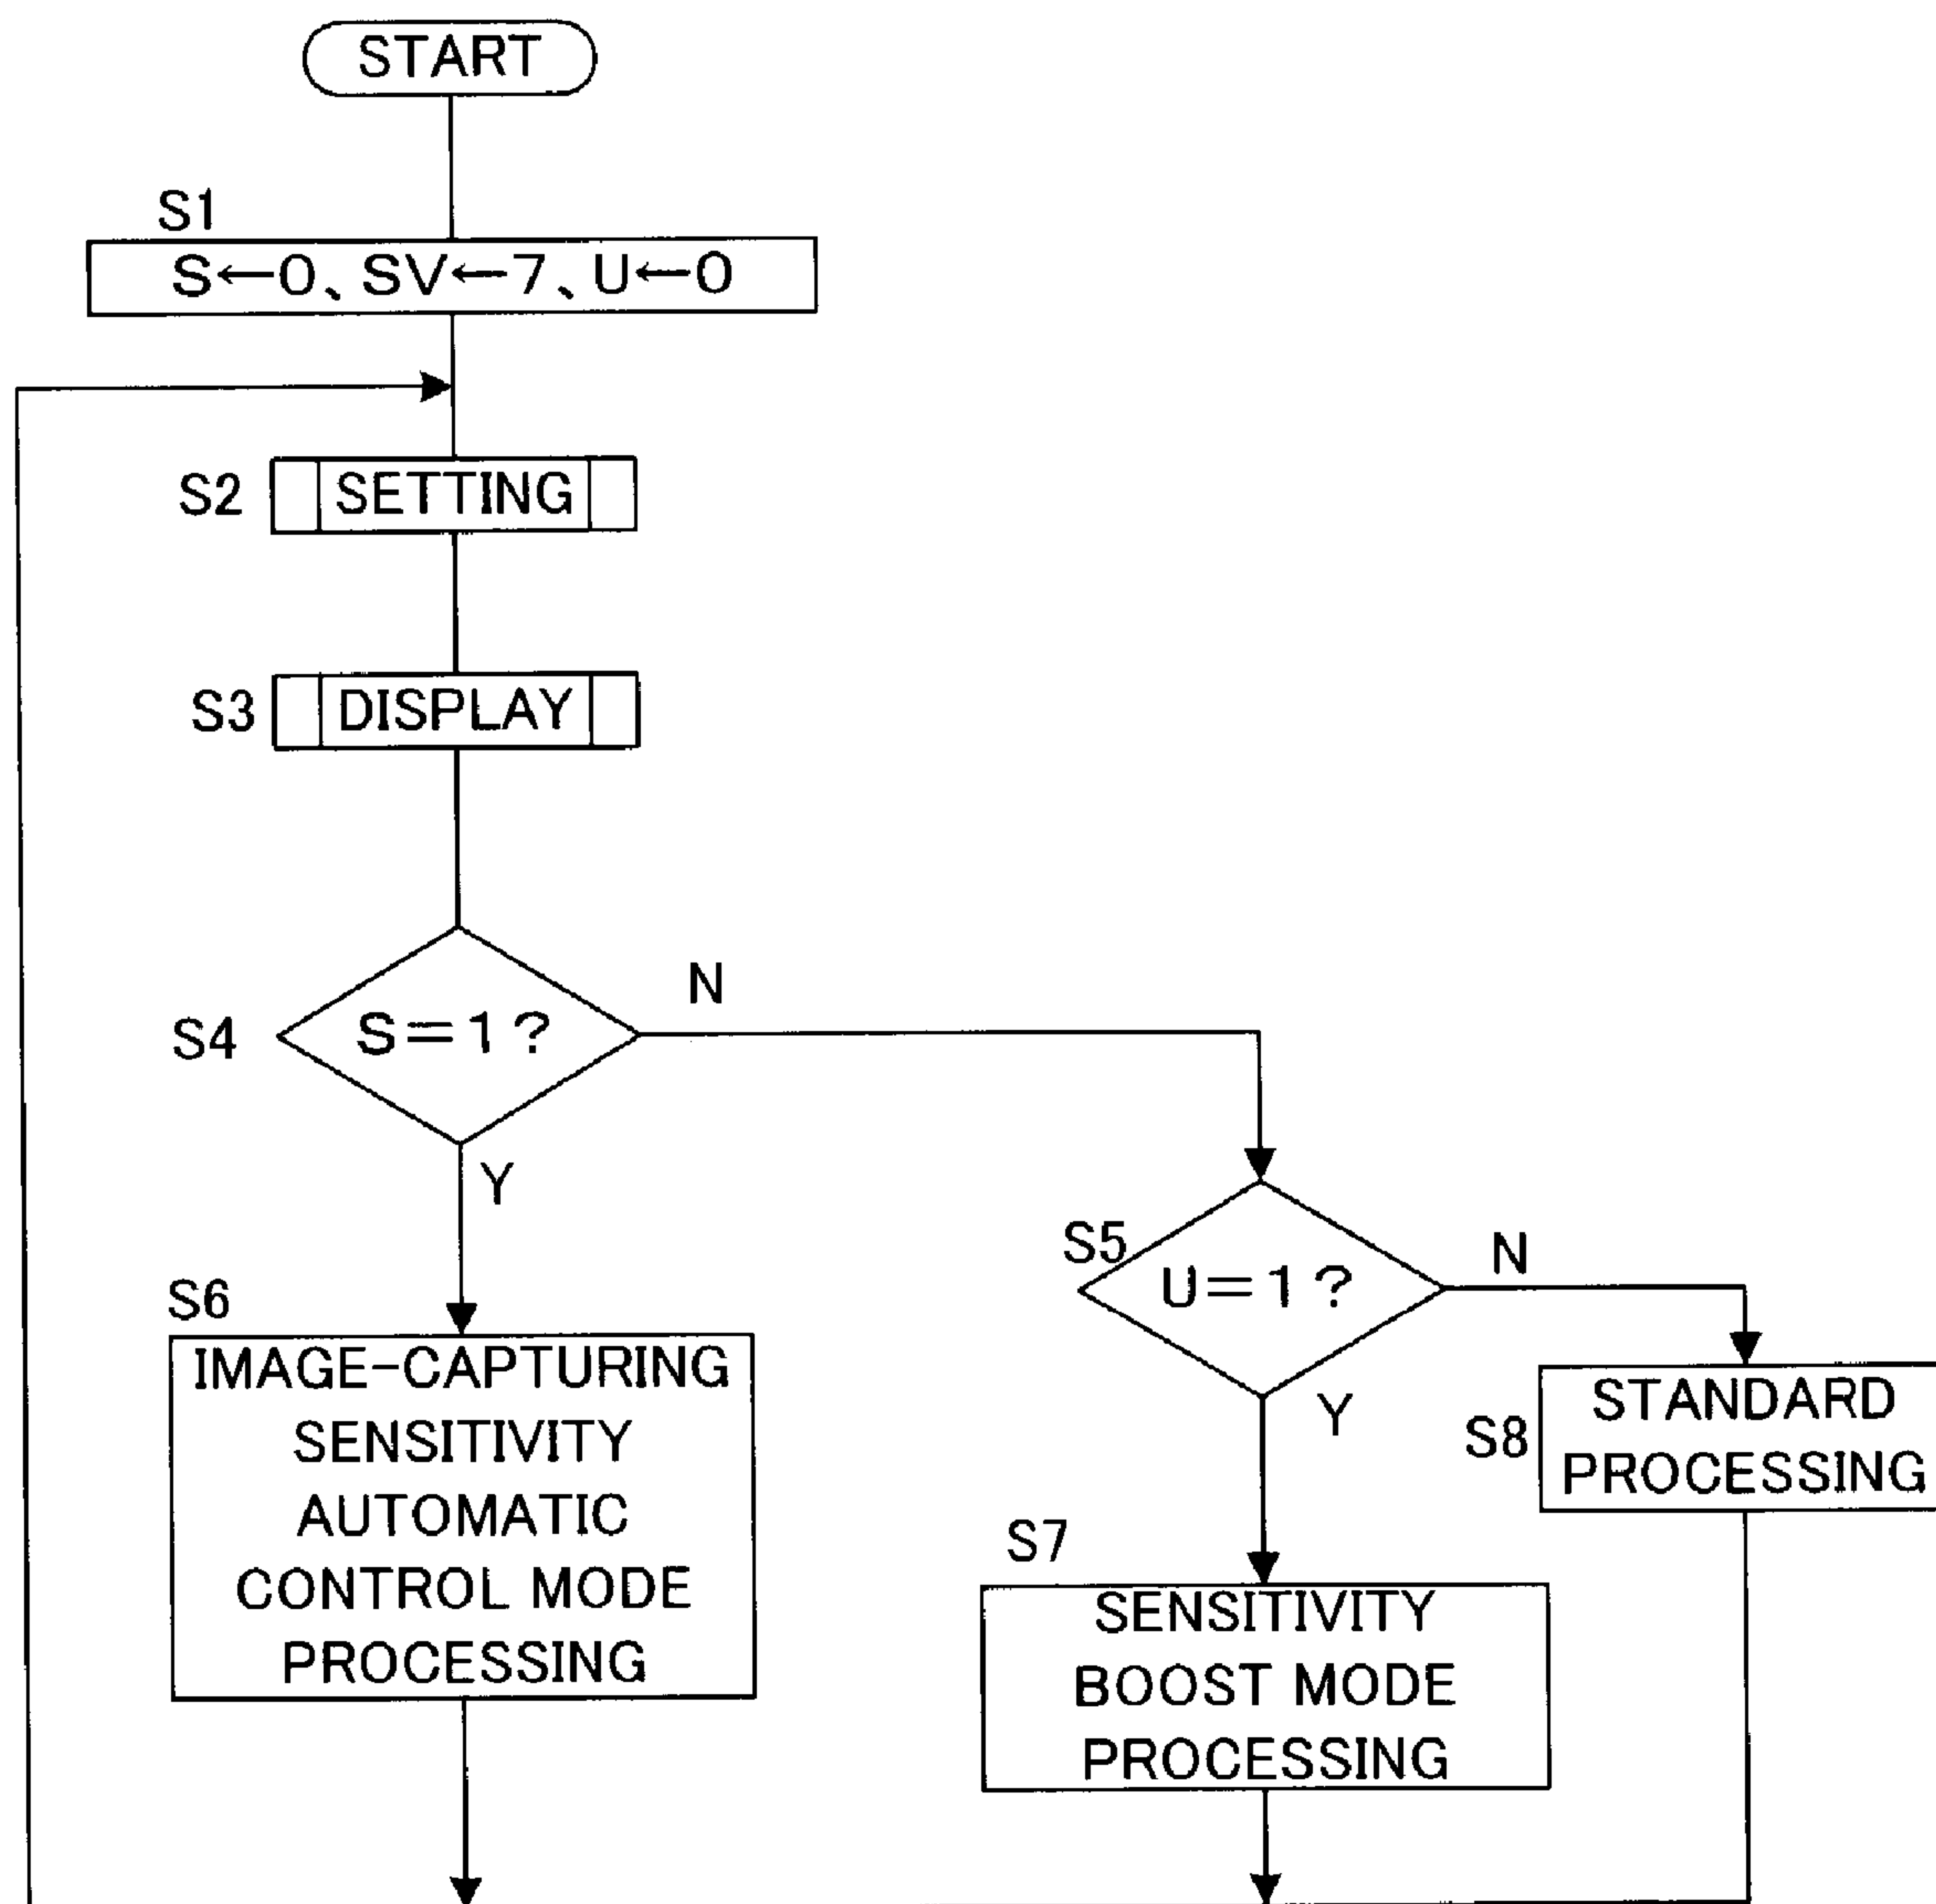 START
S1
S←0、SV←7、U←0
S2
SETTING
S3
DISPLAY
S4
S=1?
N
Y
S5
U=1?
N
Y
S6
IMAGE-CAPTURING
SENSITIVITY
AUTOMATIC
CONTROL MODE
PROCESSING
S7
SENSITIVITY
BOOST MODE
PROCESSING
S8
STANDARD
PROCESSING